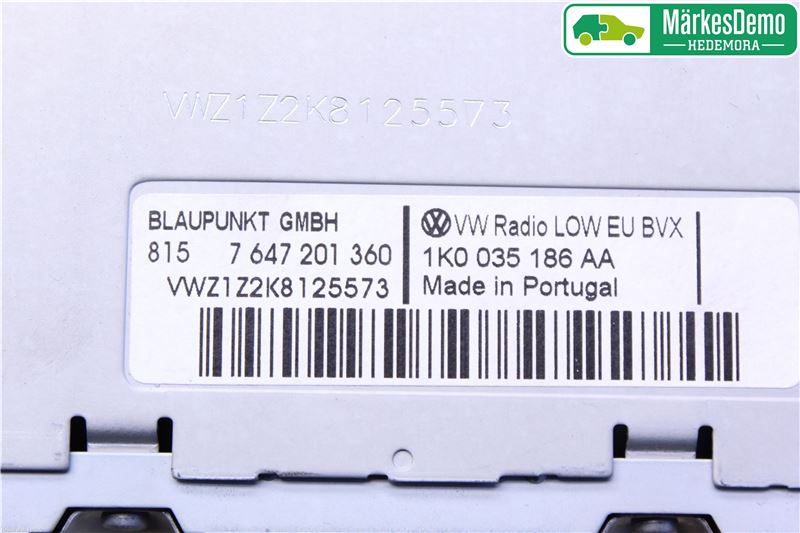 MärkesDemo
HEDEMORA
VWZ1Z2K8125573
BLAUPUNKT GMBH
815 7 647 201 360
VWZ1Z2K8125573
VW Radio LOW EU BVX
1K0 035 186 AA
Made in Portugal